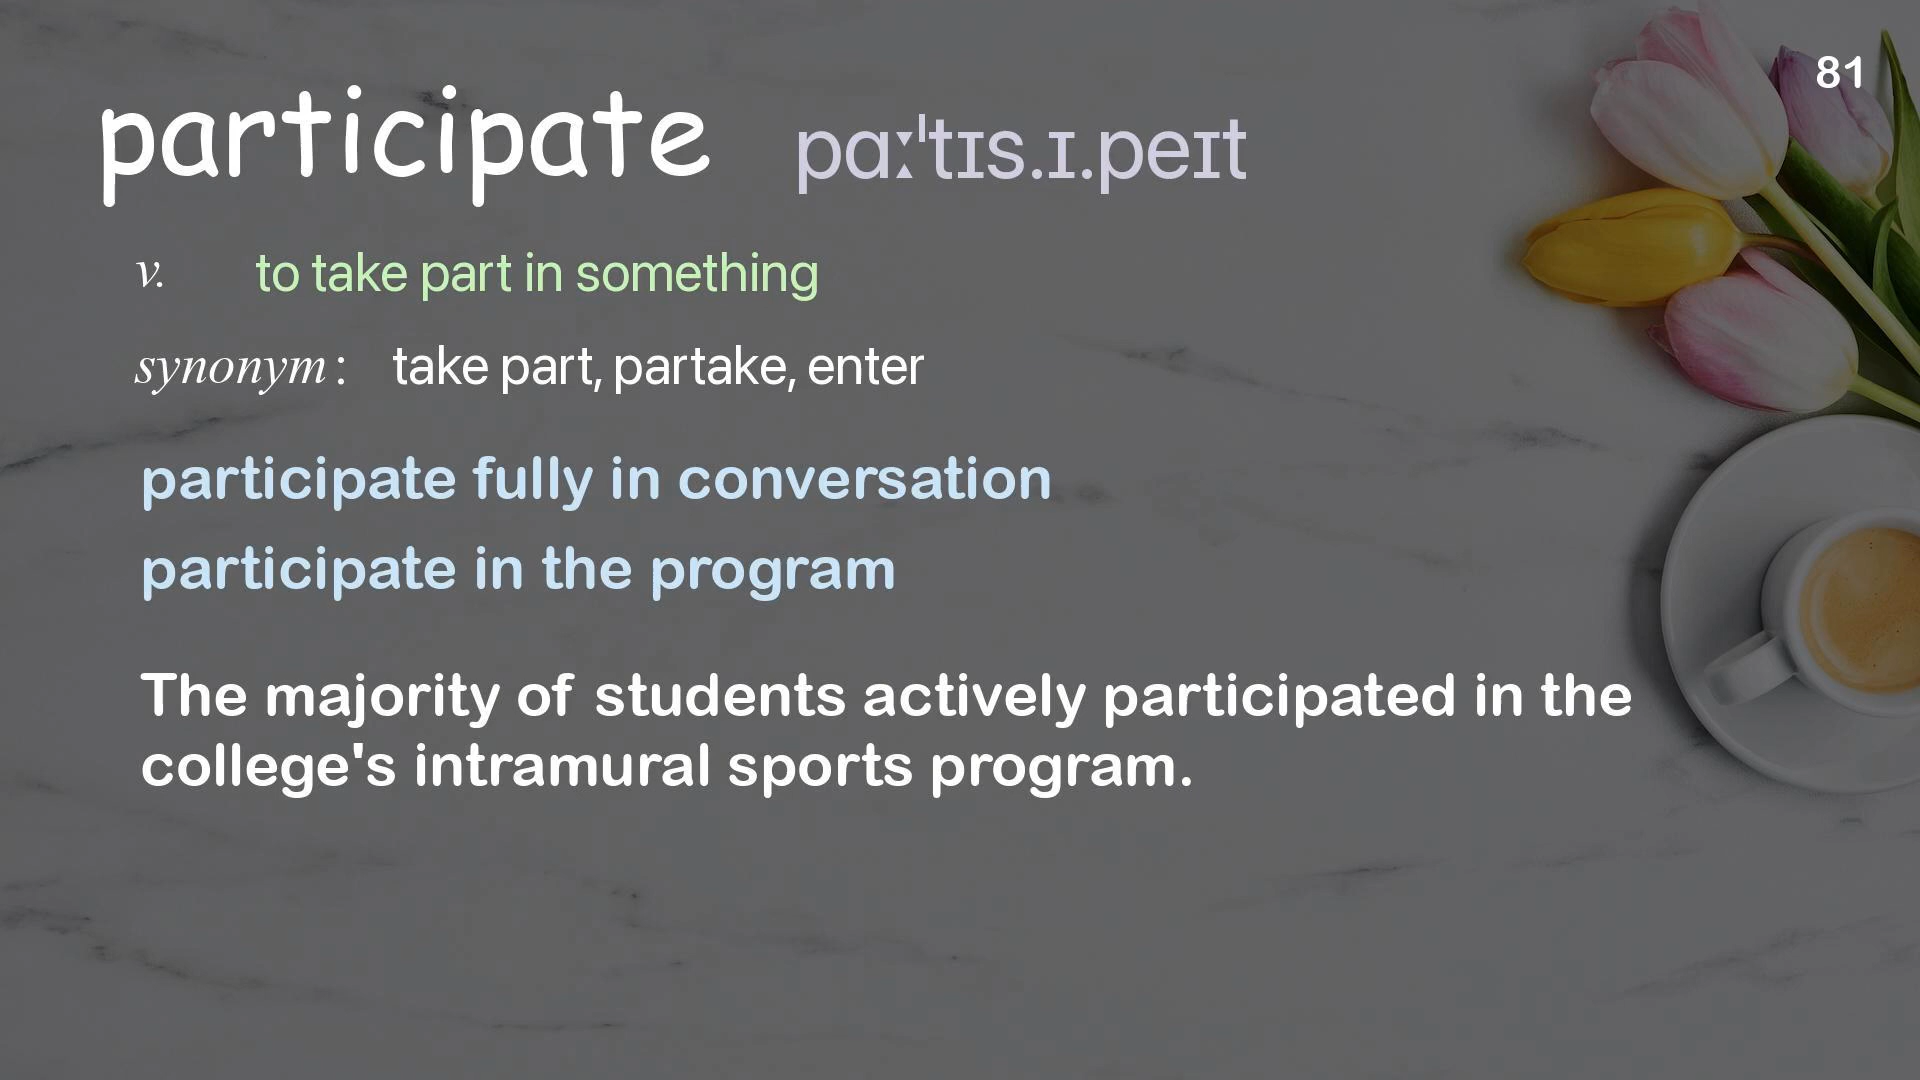 81
participate pɑːˈtɪs.ɪ.peɪt
v. to take part in something
synonym: take part, partake, enter
participate fully in conversation
participate in the program
The majority of students actively participated in the
college's intramural sports program.